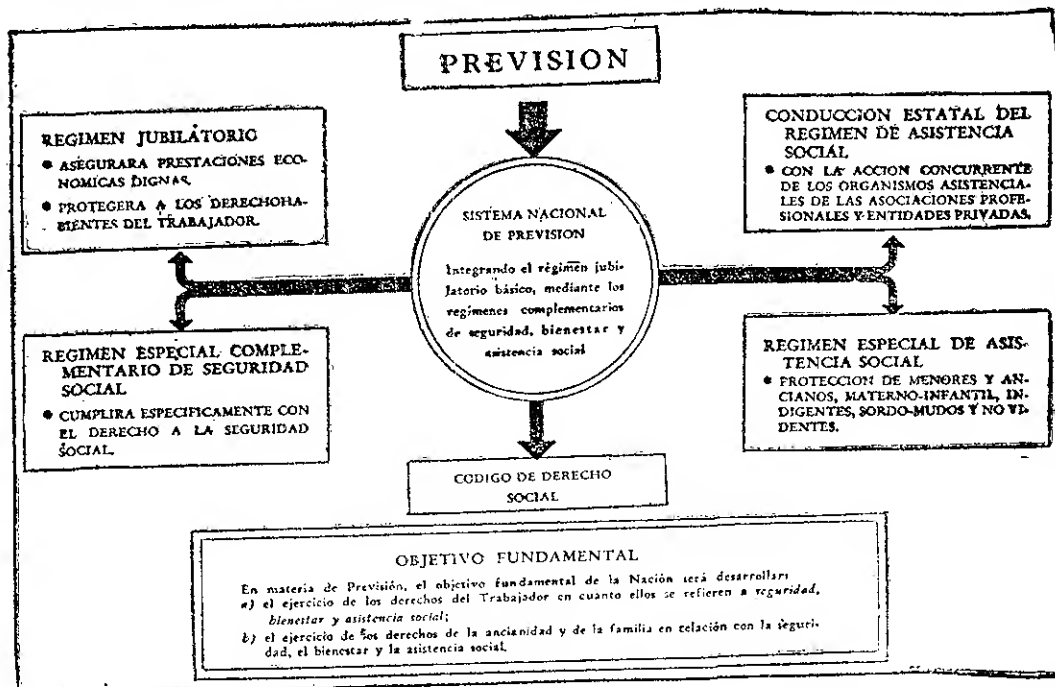 PREVISION
REGIMEN JUBILATORIO
• ASEGURARA PRESTACIONES ECO-
NOMICAS DIGNAS.
• PROTEGERA A LOS DERECHOHA-
BIENTES DEL TRABAJADOR.
CONDUCCION ESTATAL DEL
REGIMEN DE ASISTENCIA
SOCIAL
• CON LA ACCION CONCURRENTE
DE LOS ORGANISMOS ASISTENCIA-
LES DE LAS ASOCIACIONES PROFE-
SIONALES Y ENTIDADES PRIVADAS.
SISTEMA NACIONAL
DE PREVISION
Integrando el régimen jubi-
latorio básico, mediante los
regímenes complementarios
de seguridad, bienestar y
asistencia social
REGIMEN ESPECIAL COMPLE-
MENTARIO DE SEGURIDAD
SOCIAL
• CUMPLIRA ESPECIFICAMENTE CON
EL DERECHO A LA SEGURIDAD
SOCIAL.
REGIMEN ESPECIAL DE ASIS-
TENCIA SOCIAL
• PROTECCION DE MENORES Y AN-
CIANOS, MATERNO-INFANTIL, IN-
DIGENTES, SORDO-MUDOS Y NO VI-
DENTES.
CODIGO DE DERECHO
SOCIAL
OBJETIVO FUNDAMENTAL
En materia de Previsión, el objetivo fundamental de la Nación será desarrollar:
a) el ejercicio de los derechos del Trabajador en cuanto ellos se refieren a seguridad,
bienestar y asistencia social;
b) el ejercicio de los derechos de la ancianidad y de la familia en relación con la seguri-
dad, el bienestar y la asistencia social.